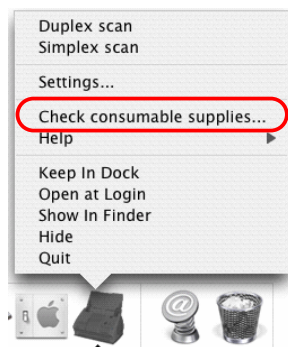 Duplex scan
Simplex scan
Settings...
Check consumable supplies...
Help
Keep In Dock
Open at Login
Show In Finder
Hide
Quit
@